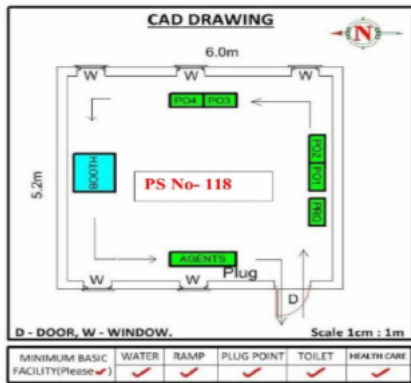 CAD DRAWING
N
6.0m
W W W
PO4 PO3
5.2m
BOOTH
PO2
PO1
PS No- 118
PRO
AGENTS
Plug
W W
D
D - DOOR, W - WINDOW. Scale 1cm : 1m
MINIMUM BASIC FACILITY(Please ✓) WATER RAMP PLUG POINT TOILET HEALTH CARE
✓ ✓ ✓ ✓ ✓